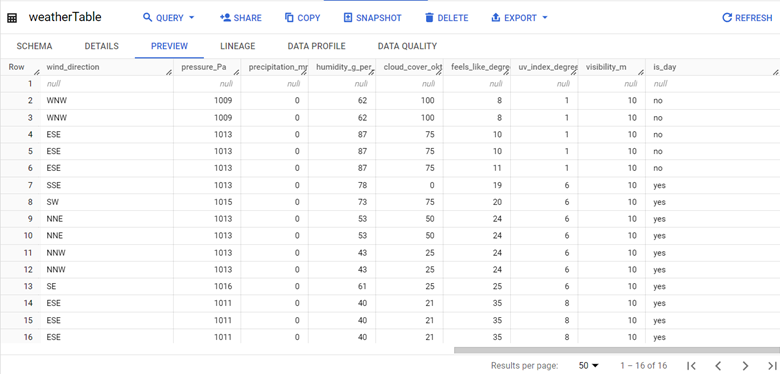 weatherTable QUERY SHARE COPY SNAPSHOT DELETE EXPORT REFRESH
SCHEMA DETAILS PREVIEW LINEAGE DATA PROFILE DATA QUALITY
Row wind_direction pressure_Pa precipitation_mr humidity_g_per_ cloud_cover_okt feels_like_degre uv_index_degree visibility_m is_day
1 null null null null null null null null null
2 WNW 1009 0 62 100 8 1 10 no
3 WNW 1009 0 62 100 8 1 10 no
4 ESE 1013 0 87 75 10 1 10 no
5 ESE 1013 0 87 75 10 1 10 no
6 ESE 1013 0 87 75 11 1 10 no
7 SSE 1013 0 78 0 19 6 10 yes
8 SW 1015 0 73 75 20 6 10 yes
9 NNE 1013 0 53 50 24 6 10 yes
10 NNE 1013 0 53 50 24 6 10 yes
11 NNW 1013 0 43 25 24 6 10 yes
12 NNW 1013 0 43 25 24 6 10 yes
13 SE 1016 0 61 25 25 6 10 yes
14 ESE 1011 0 40 21 35 8 10 yes
15 ESE 1011 0 40 21 35 8 10 yes
16 ESE 1011 0 40 21 35 8 10 yes
Results per page: 50 1 – 16 of 16